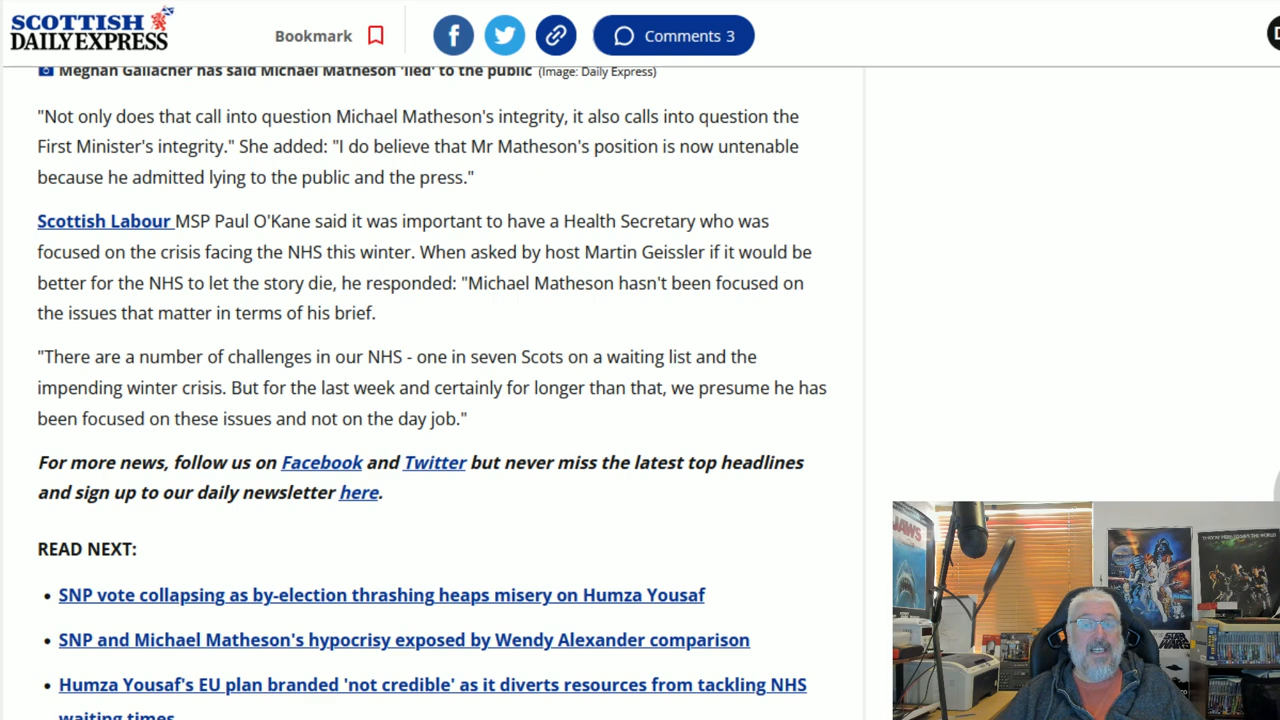 SCOTTISH
DAILY EXPRESS
Bookmark
Comments 3
Meghan Gallacher has said Michael Matheson 'lied' to the public (Image: Daily Express)
"Not only does that call into question Michael Matheson's integrity, it also calls into question the
First Minister's integrity." She added: "I do believe that Mr Matheson's position is now untenable
because he admitted lying to the public and the press."
Scottish Labour MSP Paul O'Kane said it was important to have a Health Secretary who was
focused on the crisis facing the NHS this winter. When asked by host Martin Geissler if it would be
better for the NHS to let the story die, he responded: "Michael Matheson hasn't been focused on
the issues that matter in terms of his brief.
"There are a number of challenges in our NHS - one in seven Scots on a waiting list and the
impending winter crisis. But for the last week and certainly for longer than that, we presume he has
been focused on these issues and not on the day job."
For more news, follow us on Facebook and Twitter but never miss the latest top headlines
and sign up to our daily newsletter here.
READ NEXT:
• SNP vote collapsing as by-election thrashing heaps misery on Humza Yousaf
• SNP and Michael Matheson's hypocrisy exposed by Wendy Alexander comparison
• Humza Yousaf's EU plan branded 'not credible' as it diverts resources from tackling NHS
waiting times
JAWS
THEY'RE HERE TO SAVE THE WORLD
STAR
WARS